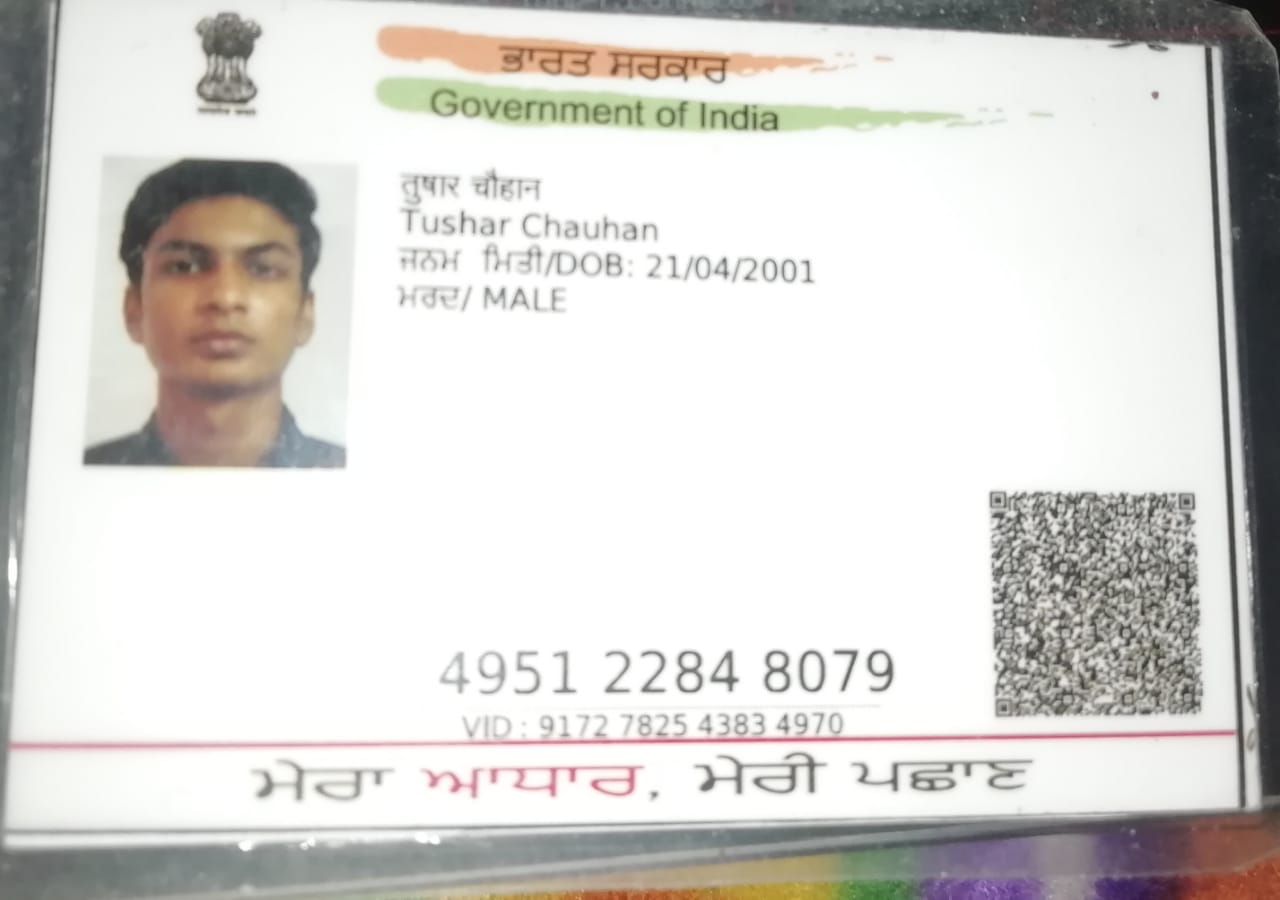 ਭਾਰਤ ਸਰਕਾਰ
Government of India
तुषार चौहान
Tushar Chauhan
ਜਨਮ ਮਿਤੀ/DOB: 21/04/2001
ਮਰਦ/ MALE
4951 2284 8079
VID : 9172 7825 4383 4970
ਮੇਰਾ ਆਧਾਰ, ਮੇਰੀ ਪਛਾਣ